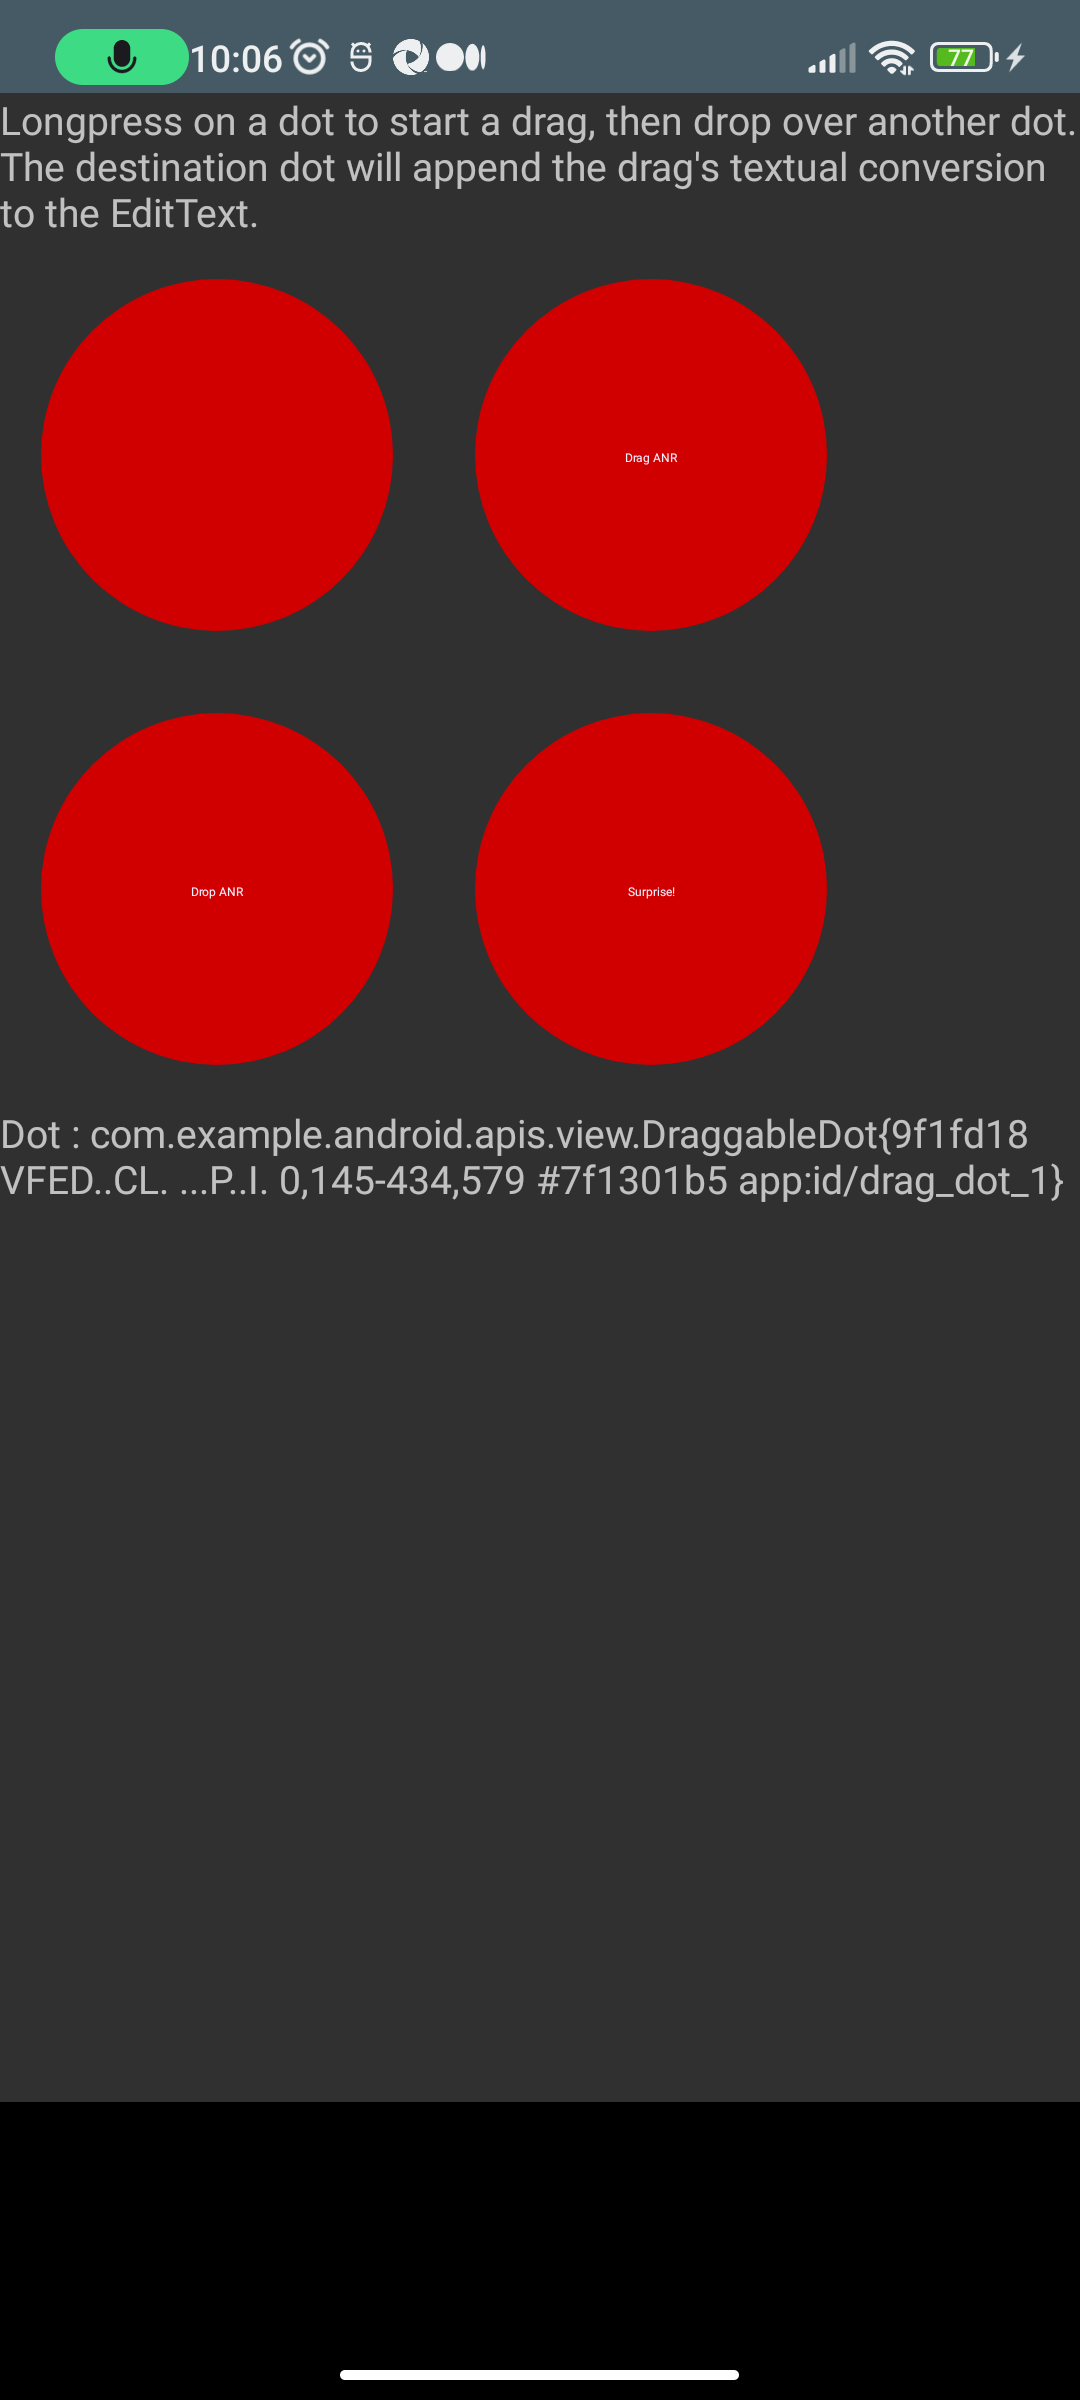 10:06
77
Longpress on a dot to start a drag, then drop over another dot.
The destination dot will append the drag's textual conversion
to the EditText.
Drag ANR
Drop ANR
Surprise!
Dot : com.example.android.apis.view.DraggableDot{9f1fd18
VFED..CL. ...P..I. 0,145-434,579 #7f1301b5 app:id/drag_dot_1}